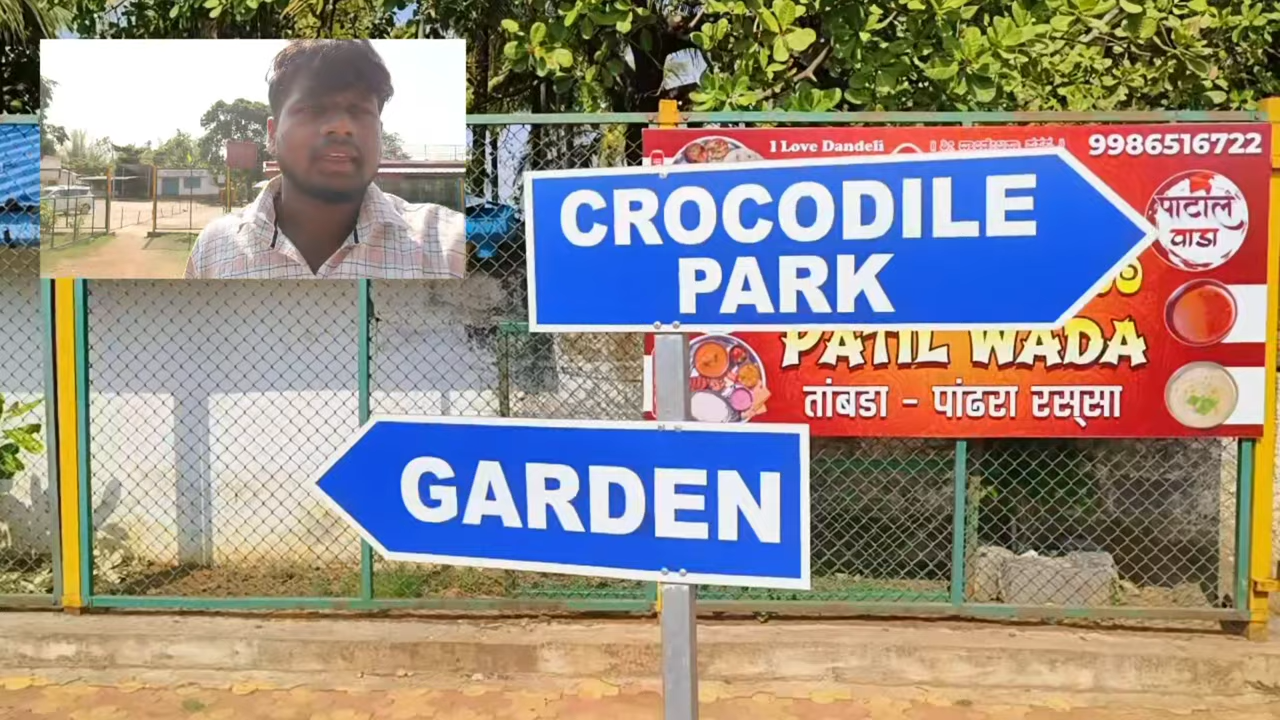 I Love Dandeli
9986516722
CROCODILE
PARK
पाटील
वाडा
PATIL WADA
तांबडा - पांढरा रस्सा
GARDEN